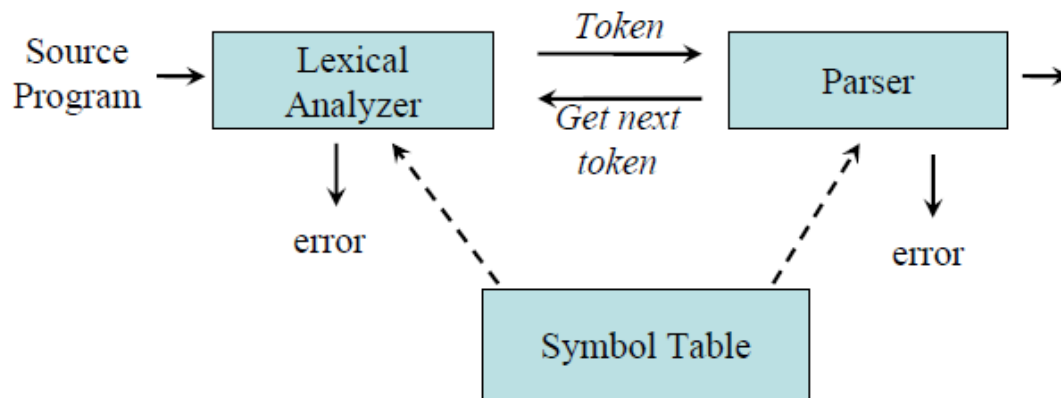 Source
Program
Lexical
Analyzer
Token
Get next
token
Parser
error
error
Symbol Table